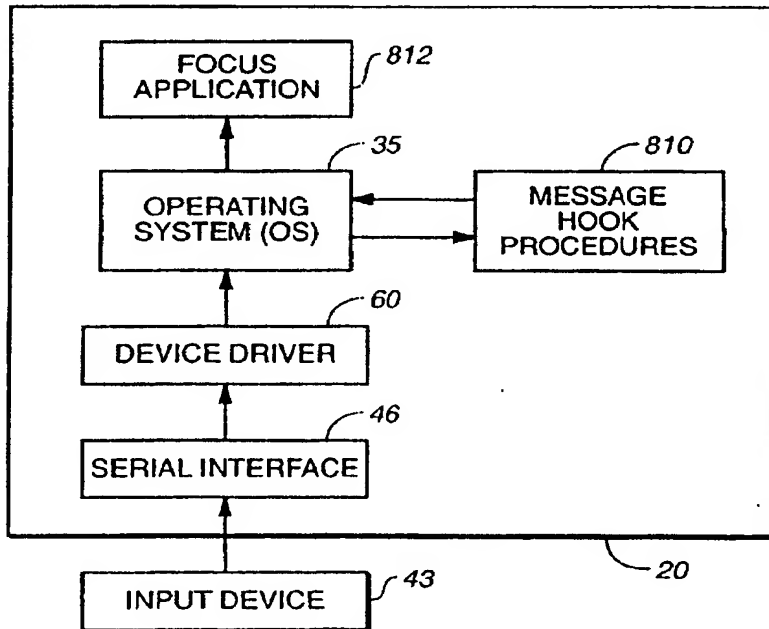 FOCUS
APPLICATION
812
35
810
OPERATING
SYSTEM (OS)
MESSAGE
HOOK
PROCEDURES
60
DEVICE DRIVER
46
SERIAL INTERFACE
20
43
INPUT DEVICE